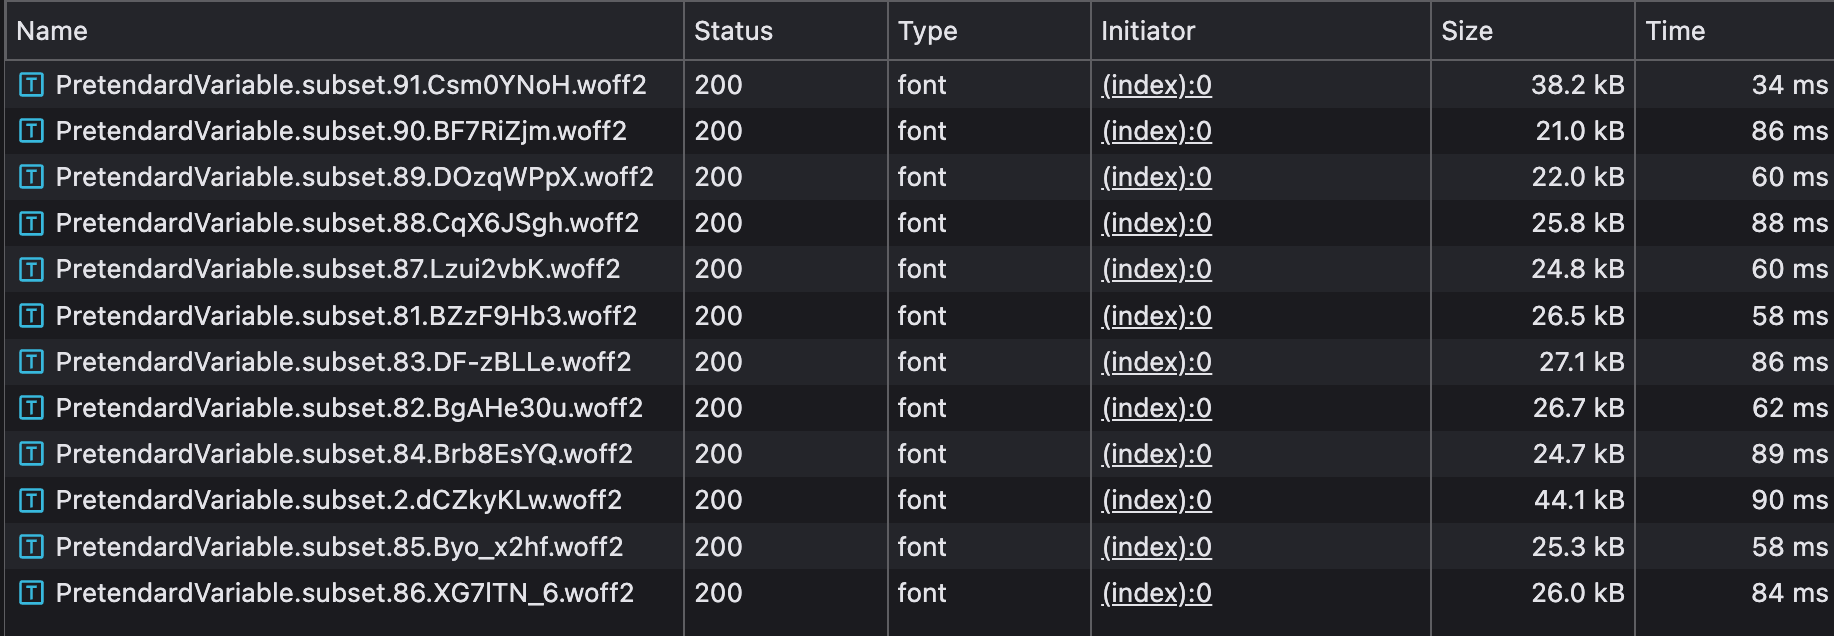 Name Status Type Initiator Size Time
PretendardVariable.subset.91.Csm0YNoH.woff2 200 font (index):0 38.2 kB 34 ms
PretendardVariable.subset.90.BF7RiZjm.woff2 200 font (index):0 21.0 kB 86 ms
PretendardVariable.subset.89.DOzqWPpX.woff2 200 font (index):0 22.0 kB 60 ms
PretendardVariable.subset.88.CqX6JSgh.woff2 200 font (index):0 25.8 kB 88 ms
PretendardVariable.subset.87.Lzui2vbK.woff2 200 font (index):0 24.8 kB 60 ms
PretendardVariable.subset.81.BZzF9Hb3.woff2 200 font (index):0 26.5 kB 58 ms
PretendardVariable.subset.83.DF-zBLLe.woff2 200 font (index):0 27.1 kB 86 ms
PretendardVariable.subset.82.BgAHe30u.woff2 200 font (index):0 26.7 kB 62 ms
PretendardVariable.subset.84.Brb8EsYQ.woff2 200 font (index):0 24.7 kB 89 ms
PretendardVariable.subset.2.dCZkyKLw.woff2 200 font (index):0 44.1 kB 90 ms
PretendardVariable.subset.85.Byo_x2hf.woff2 200 font (index):0 25.3 kB 58 ms
PretendardVariable.subset.86.XG7lTN_6.woff2 200 font (index):0 26.0 kB 84 ms